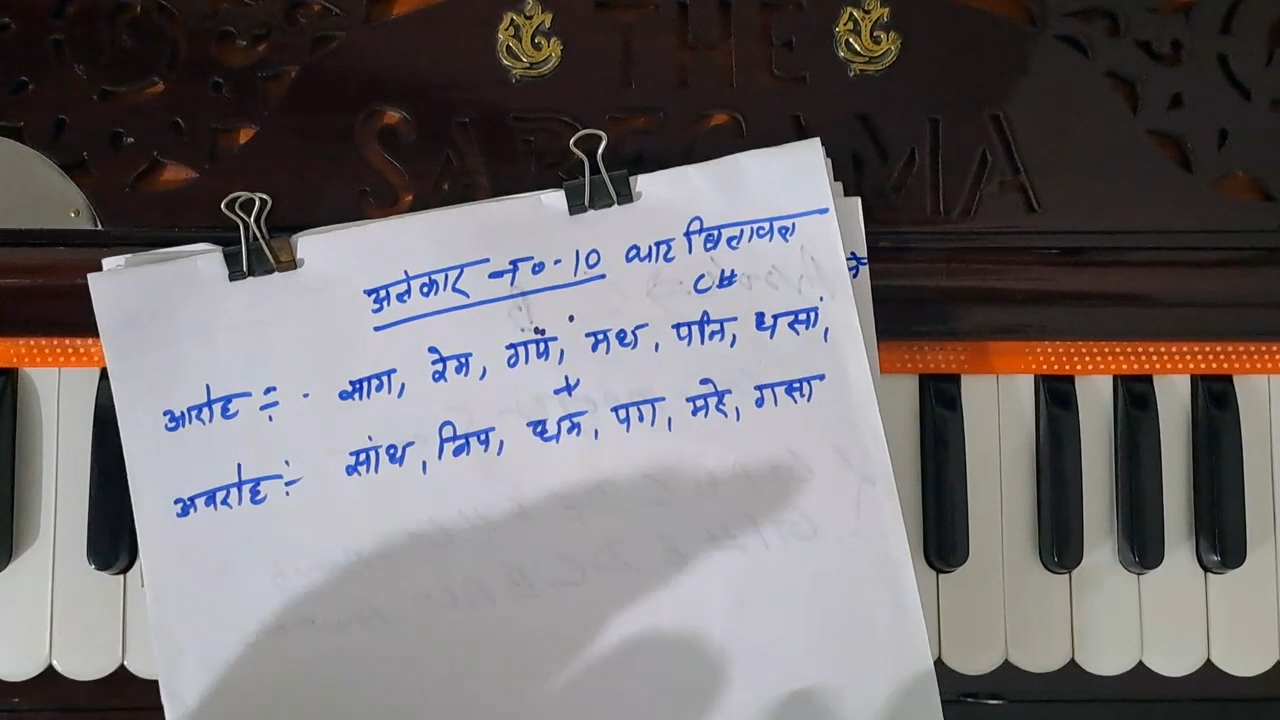 THE
SARGAMA
अलंकार न०-10 थाट बिलावल
C#
आरोह ÷ साग, रेम, गप, मध, पनि, धसां,
अवरोह ÷ सांध, निप, धम, पग, मरे, गसा